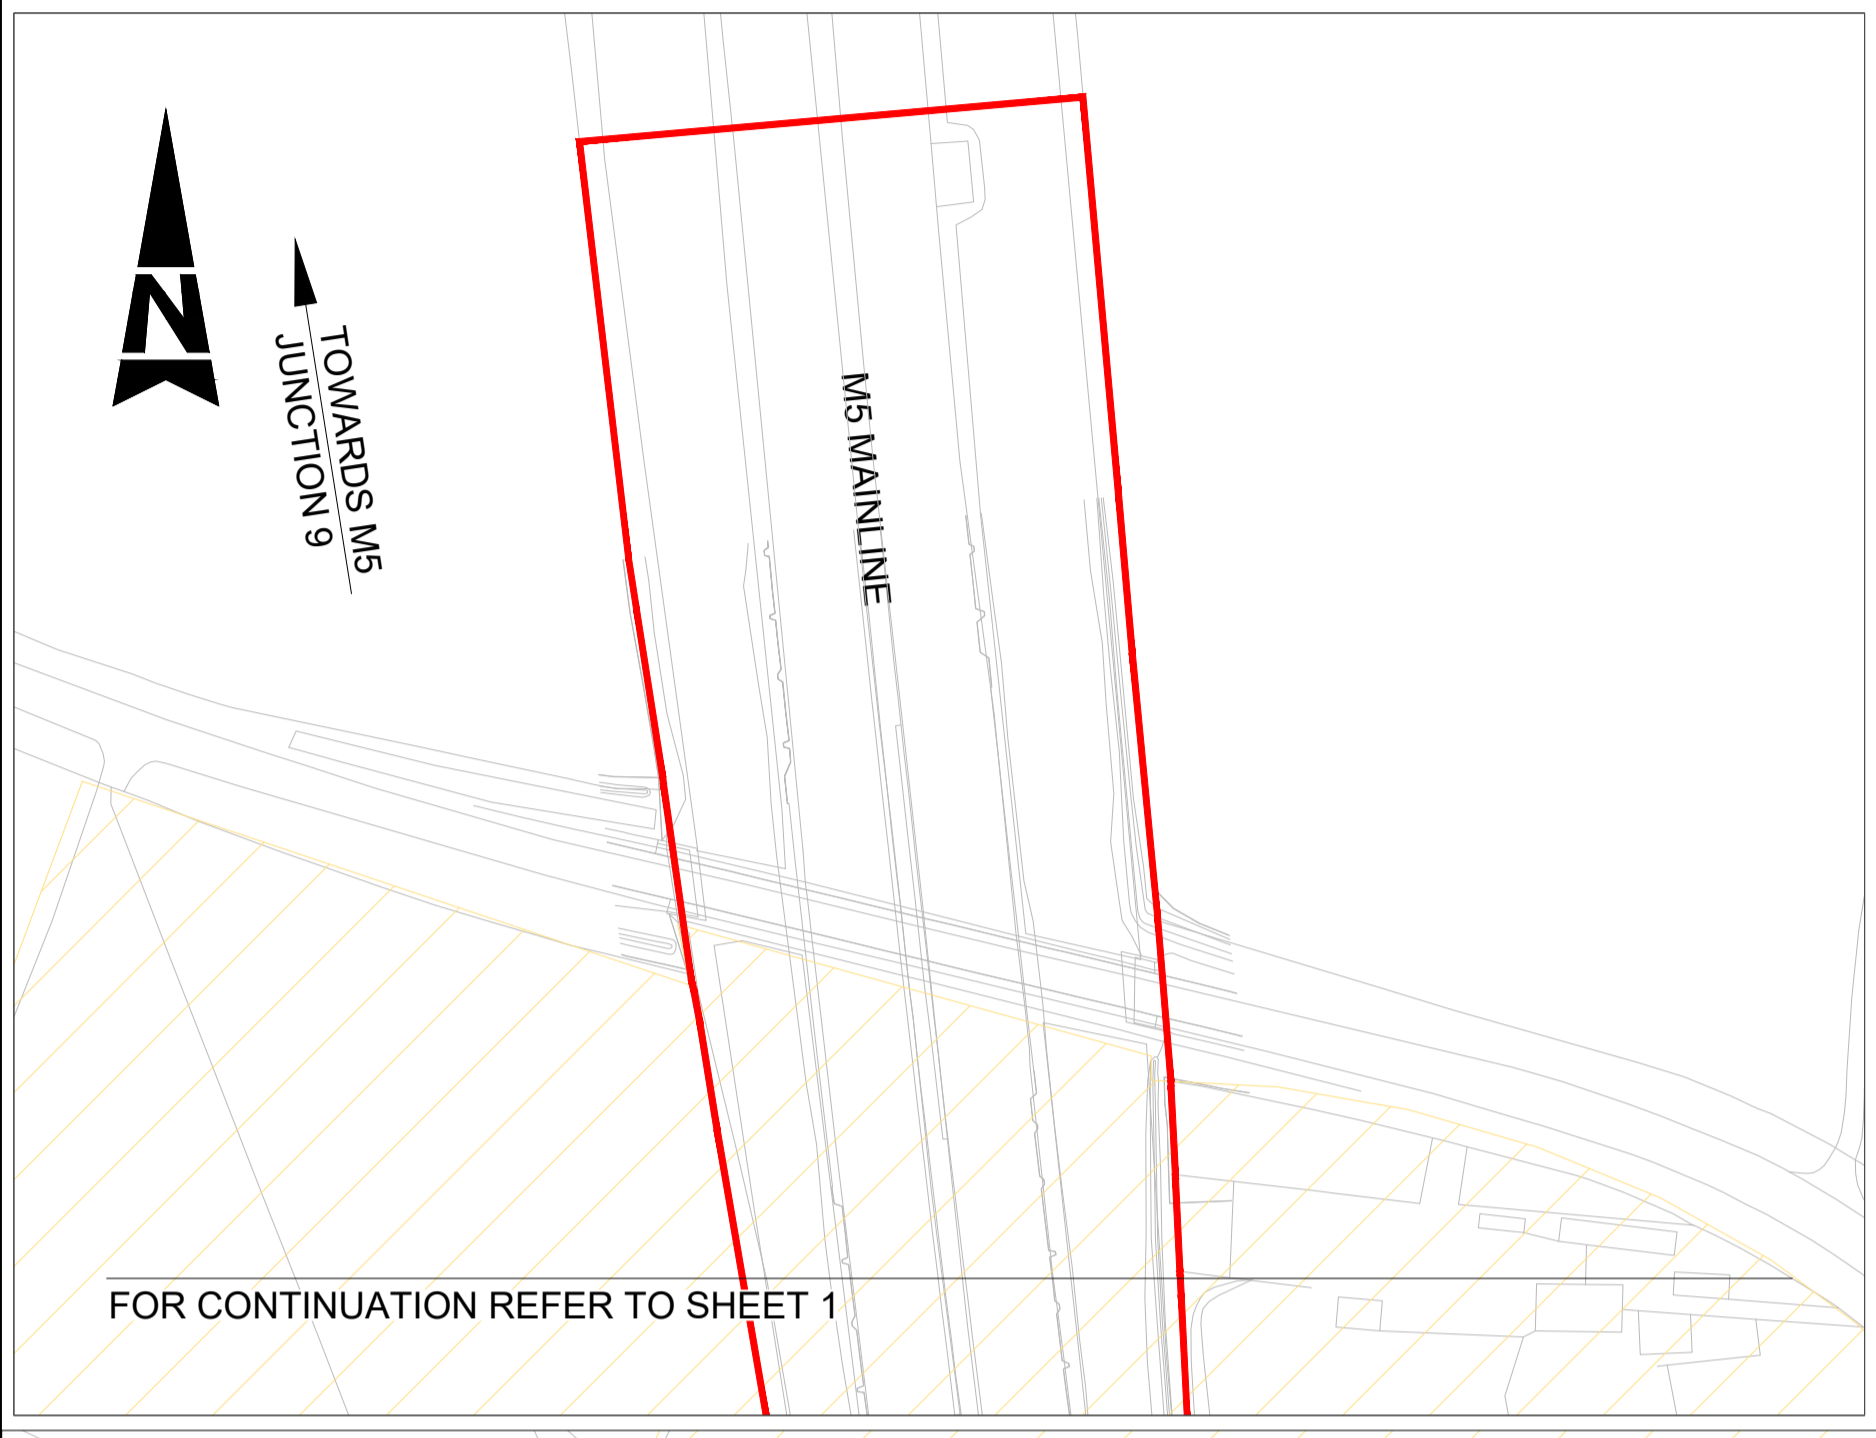 N
TOWARDS M5
JUNCTION 9
M5 MAINLINE
FOR CONTINUATION REFER TO SHEET 1